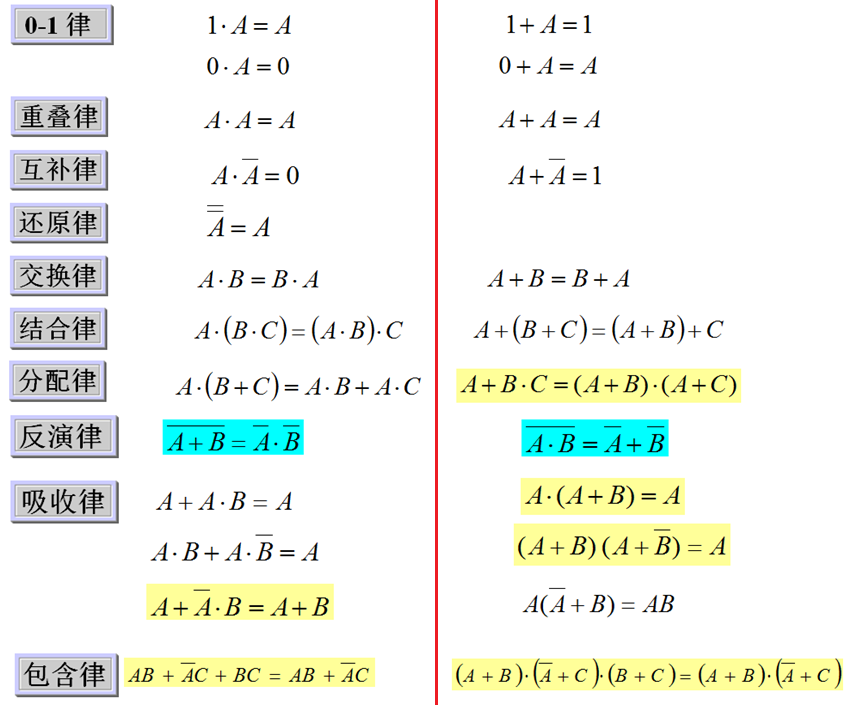 0-1 律 1·A = A 1+A=1
0·A=0 0+A=A
重叠律 A·A=A A+A=A
互补律 A·A̅=0 A+A̅=1
还原律 A̿=A
交换律 A·B=B·A A+B=B+A
结合律 A·(B·C)=(A·B)·C A+(B+C)=(A+B)+C
分配律 A·(B+C)=A·B+A·C A+B·C=(A+B)·(A+C)
反演律 A̅+̅B̅=A̅·B̅ A̅·̅B̅=A̅+B̅
吸收律 A+A·B=A A·(A+B)=A
A·B+A·B̅=A (A+B)(A+B̅)=A
A+A̅·B=A+B A(A̅+B)=AB
包含律 AB+A̅C+BC=AB+A̅C (A+B)·(A̅+C)·(B+C)=(A+B)·(A̅+C)